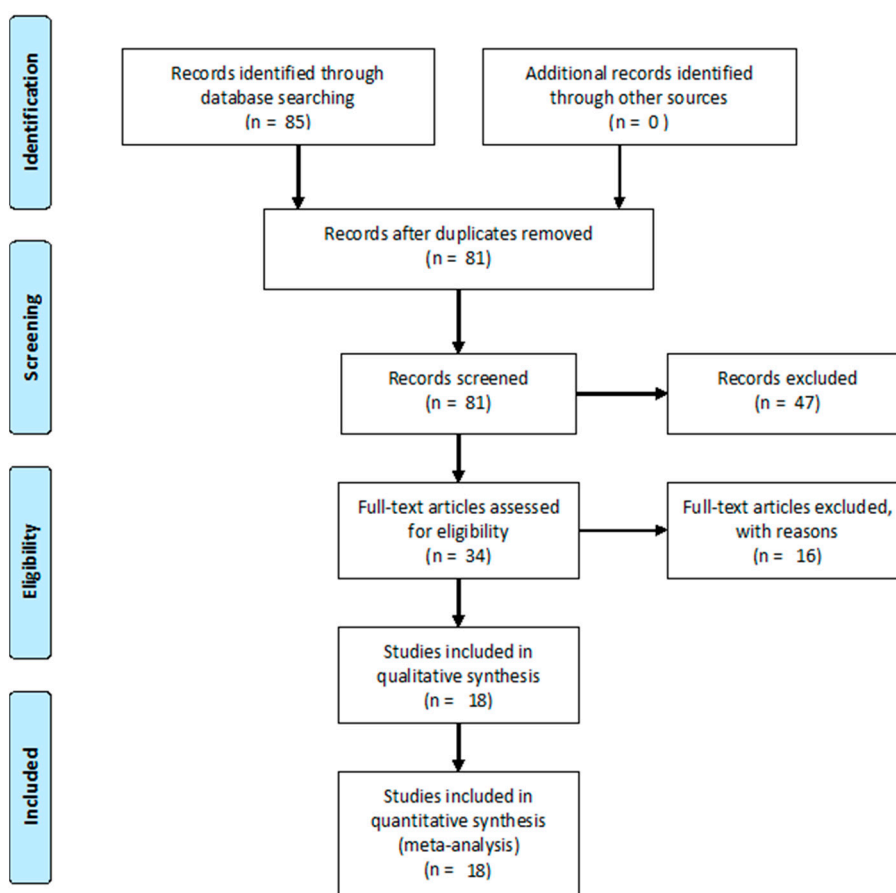 Identification
Records identified through
database searching
(n = 85)
Additional records identified
through other sources
(n = 0 )
Records after duplicates removed
(n = 81)
Screening
Records screened
(n = 81)
Records excluded
(n = 47)
Eligibility
Full-text articles assessed
for eligibility
(n = 34)
Full-text articles excluded,
with reasons
(n = 16)
Studies included in
qualitative synthesis
(n = 18)
Included
Studies included in
quantitative synthesis
(meta-analysis)
(n = 18)